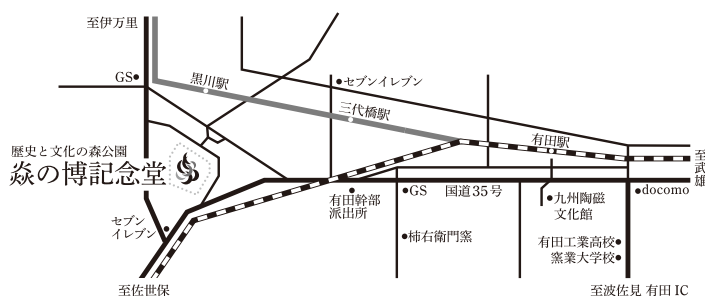 至伊万里
GS
黒川駅
セブンイレブン
三代橋駅
有田駅
歴史と文化の森公園
焱の博記念堂
至武雄
有田幹部
派出所
GS
国道35号
docomo
九州陶磁
文化館
セブン
イレブン
柿右衛門窯
有田工業高校
窯業大学校
至佐世保
至波佐見 有田IC